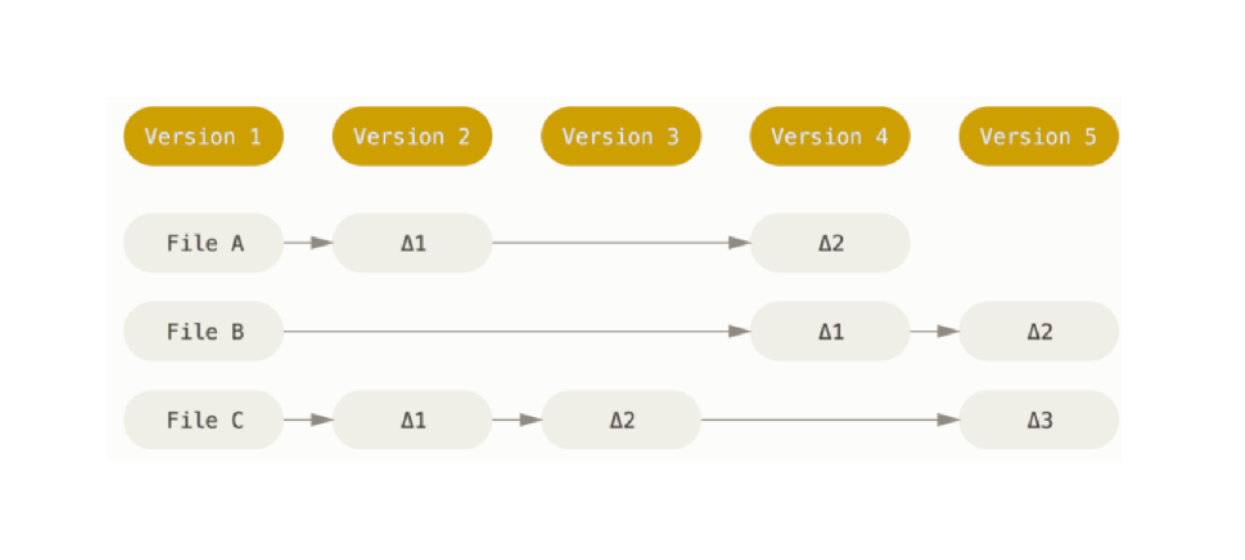 Version 1 Version 2 Version 3 Version 4 Version 5
File A Δ1 Δ2
File B Δ1 Δ2
File C Δ1 Δ2 Δ3